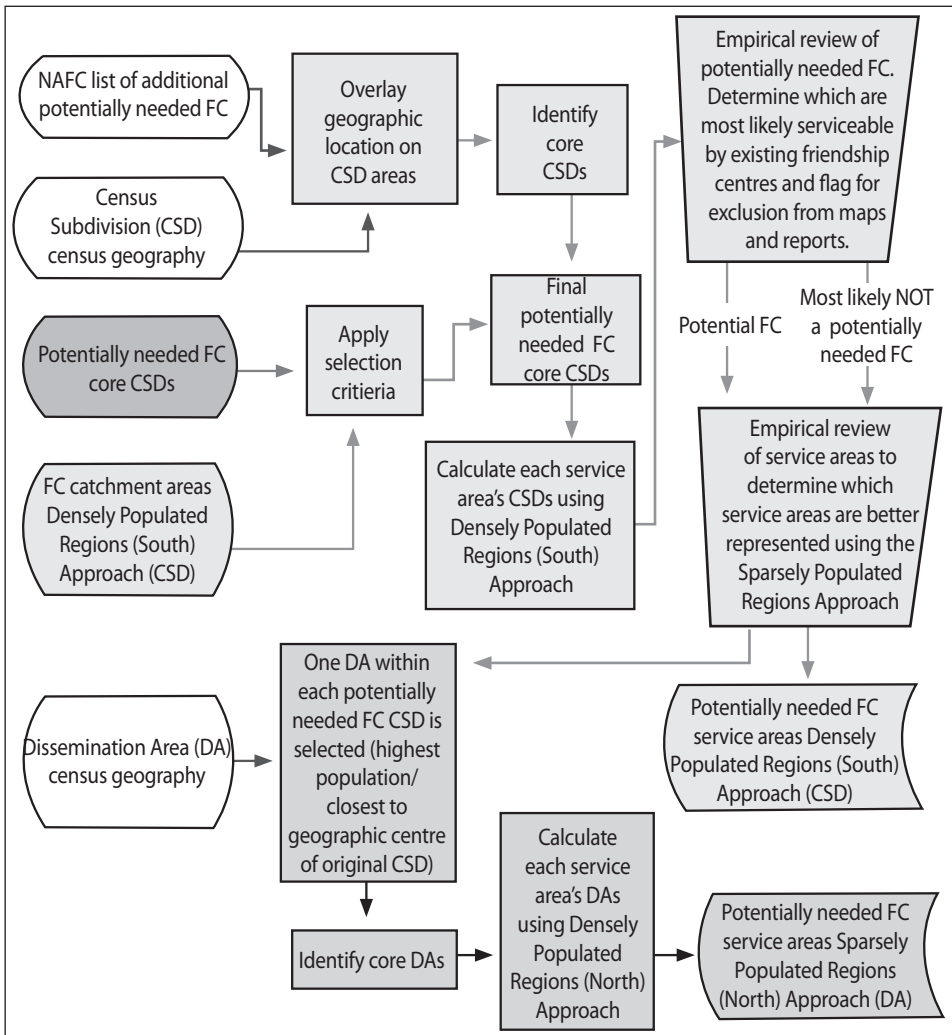 NAFC list of additional
potentially needed FC
Overlay
geographic
location on
CSD areas
Identify
core
CSDs
Empirical review of
potentially needed FC.
Determine which are
most likely serviceable
by existing friendship
centres and flag for
exclusion from maps
and reports.
Census
Subdivision (CSD)
census geography
Potentially needed FC
core CSDs
Apply
selection
critieria
Final
potentially
needed FC
core CSDs
Potential FC
Most likely NOT
a potentially
needed FC
FC catchment areas
Densely Populated
Regions (South)
Approach (CSD)
Calculate each service
area's CSDs using
Densely Populated
Regions (South)
Approach
Empirical review
of service areas to
determine which
service areas are better
represented using the
Sparsely Populated
Regions Approach
Dissemination Area (DA)
census geography
One DA within
each potentially
needed FC CSD is
selected (highest
population/
closest to
geographic centre
of original CSD)
Potentially needed FC
service areas Densely
Populated Regions (South)
Approach (CSD)
Identify core DAs
Calculate
each service
area's DAs
using Densely
Populated
Regions (North)
Approach
Potentially needed FC
service areas Sparsely
Populated Regions
(North) Approach (DA)